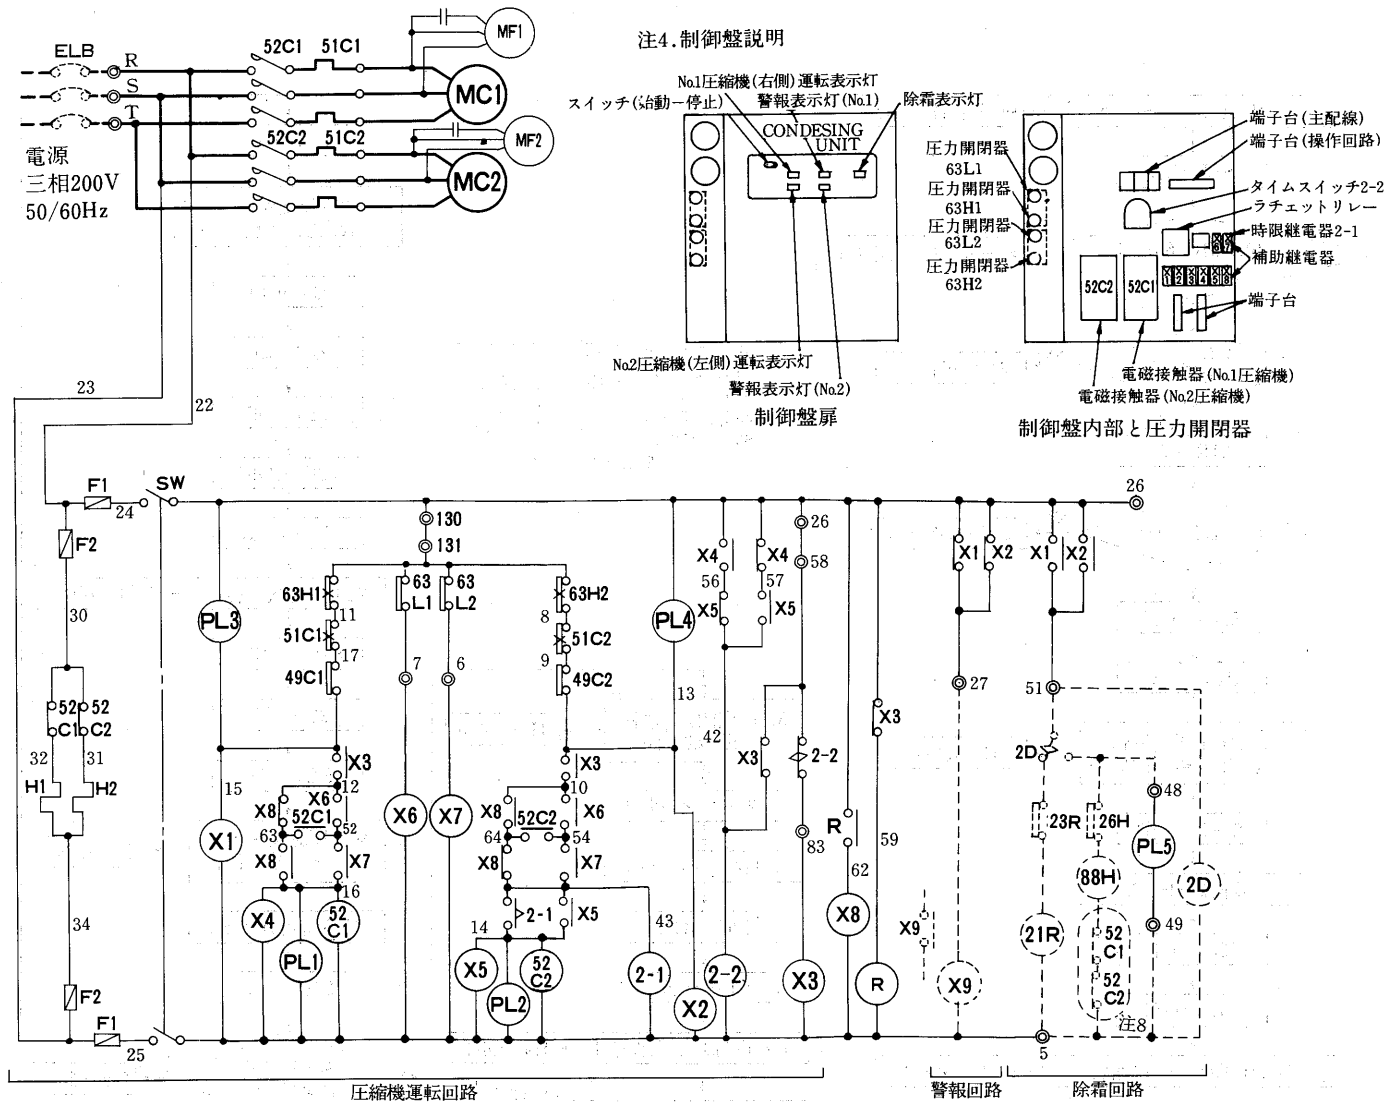 ELB
R
S
T
52C1
51C1
MF1
MC1
52C2
51C2
MF2
MC2
電源
三相200V
50/60Hz
23
22
注4.制御盤説明
No.1圧縮機(右側)運転表示灯
スイッチ(始動−停止)
警報表示灯(No.1)
除霜表示灯
CONDESING
UNIT
No.2圧縮機(左側)運転表示灯
警報表示灯(No.2)
制御盤扉
圧力開閉器
63L1
圧力開閉器
63H1
圧力開閉器
63L2
圧力開閉器
63H2
端子台(主配線)
端子台(操作回路)
タイムスイッチ2-2
ラチェットリレー
時限継電器2-1
補助継電器
端子台
52C2
52C1
X1
X2
X3
X4
X5
X8
X6
X7
電磁接触器(No.1圧縮機)
電磁接触器(No.2圧縮機)
制御盤内部と圧力開閉器
F1
24
SW
26
F2
130
131
26
58
30
PL3
63H1
11
51C1
17
49C1
63
L1
63
L2
63H2
8
51C2
9
49C2
PL4
X4
X4
56
57
X5
X5
X1
X2
X1
X2
7
6
13
27
51
52
C1
52
C2
32
31
H1
H2
15
X3
12
X8
X6
52C1
63
52
X8
X7
16
X1
X6
X7
X3
10
X8
X6
52C2
64
54
X8
X7
42
X3
2-2
83
X3
R
59
62
2D
23R
26H
48
PL5
88H
2D
34
X4
52
C1
PL1
14
2-1
X5
43
X5
52
C2
PL2
2-1
X2
2-2
X3
X8
R
X9
X9
21R
52
C1
52
C2
49
注8
F2
F1
25
5
圧縮機運転回路
警報回路
除霜回路